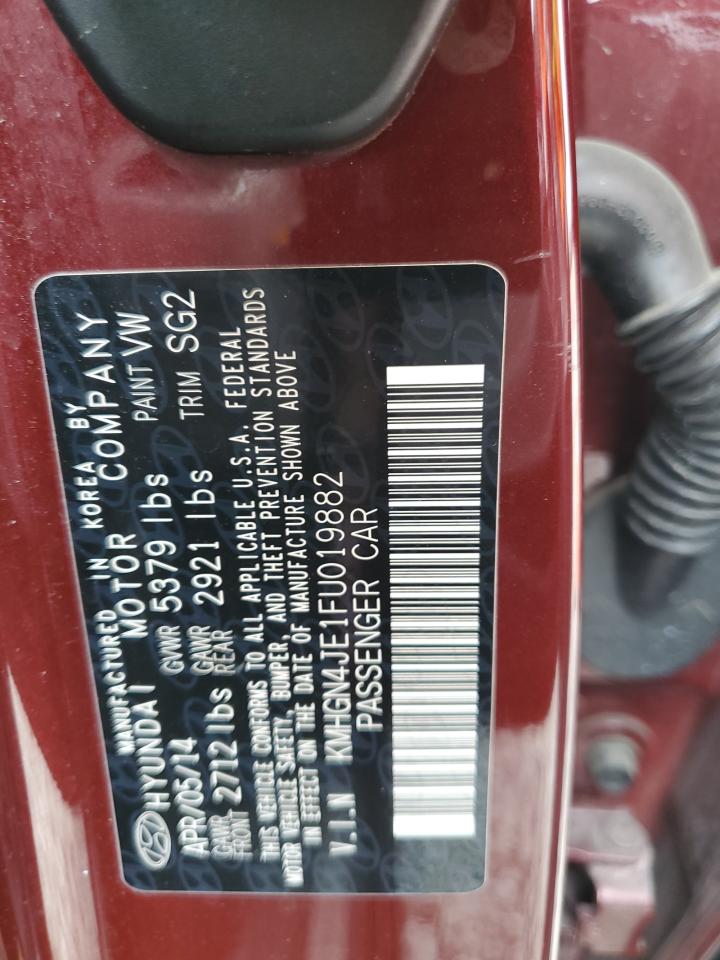 MANUFACTURED IN KOREA BY
HYUNDAI MOTOR COMPANY
APR/05/14 GVWR 5379 lbs PAINT VW
GAWR FRONT 2712 lbs GAWR REAR 2921 lbs TRIM SG2
THIS VEHICLE CONFORMS TO ALL APPLICABLE U.S.A. FEDERAL
MOTOR VEHICLE SAFETY, BUMPER, AND THEFT PREVENTION STANDARDS
IN EFFECT ON THE DATE OF MANUFACTURE SHOWN ABOVE
V.I.N KMHGN4JE1FU019882
PASSENGER CAR